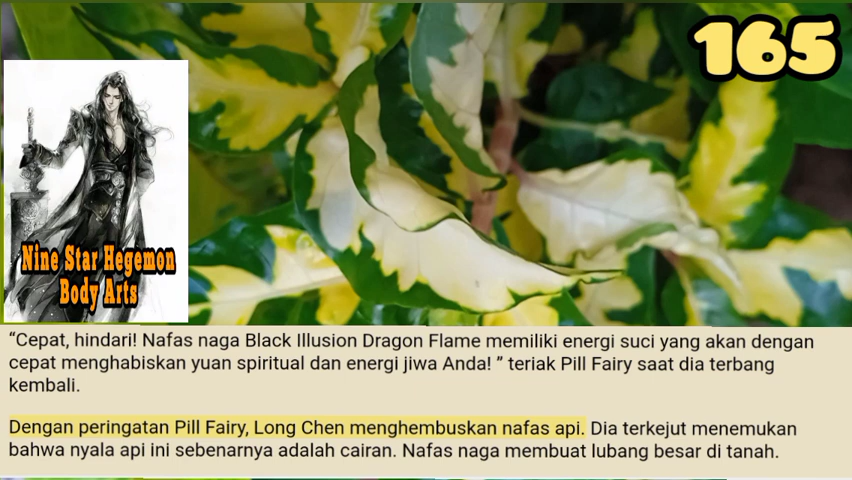 165
Nine Star Hegemon
Body Arts
“Cepat, hindari! Nafas naga Black Illusion Dragon Flame memiliki energi suci yang akan dengan
cepat menghabiskan yuan spiritual dan energi jiwa Anda! ” teriak Pill Fairy saat dia terbang
kembali.
Dengan peringatan Pill Fairy, Long Chen menghembuskan nafas api. Dia terkejut menemukan
bahwa nyala api ini sebenarnya adalah cairan. Nafas naga membuat lubang besar di tanah.